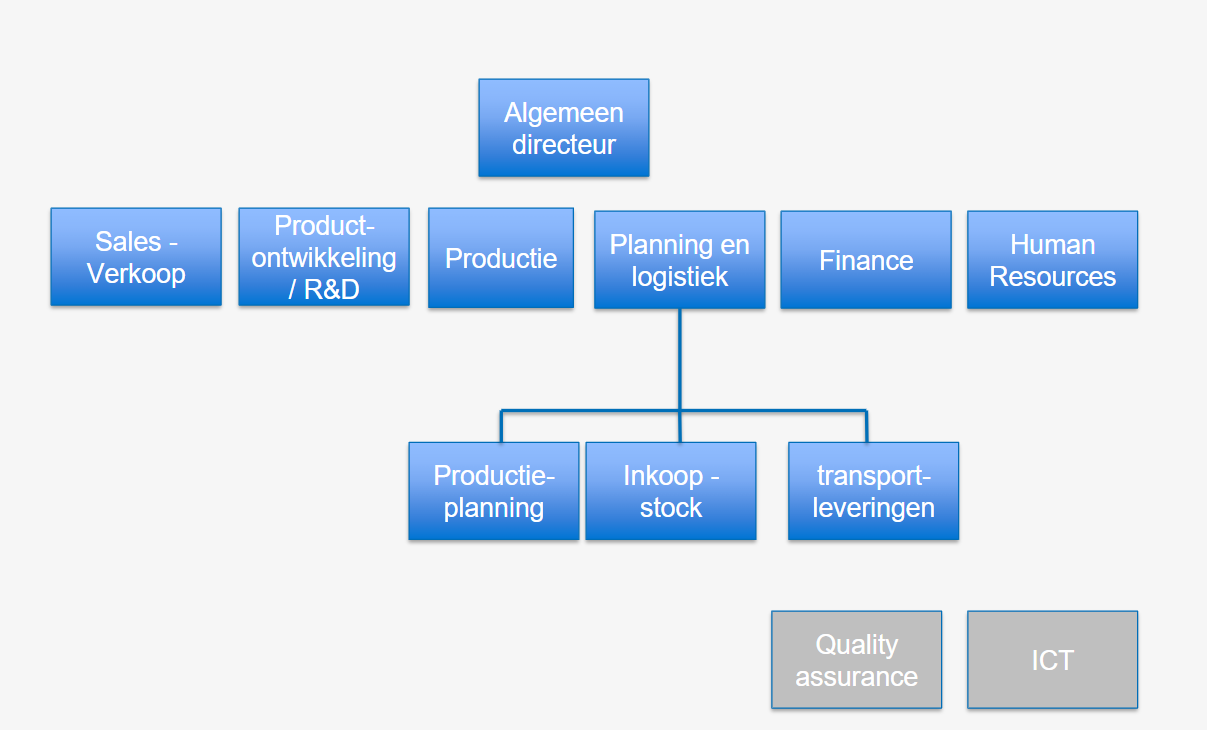 Algemeen
directeur
Sales -
Verkoop
Product-
ontwikkeling
/ R&D
Productie
Planning en
logistiek
Finance
Human
Resources
Productie-
planning
Inkoop -
stock
transport-
leveringen
Quality
assurance
ICT